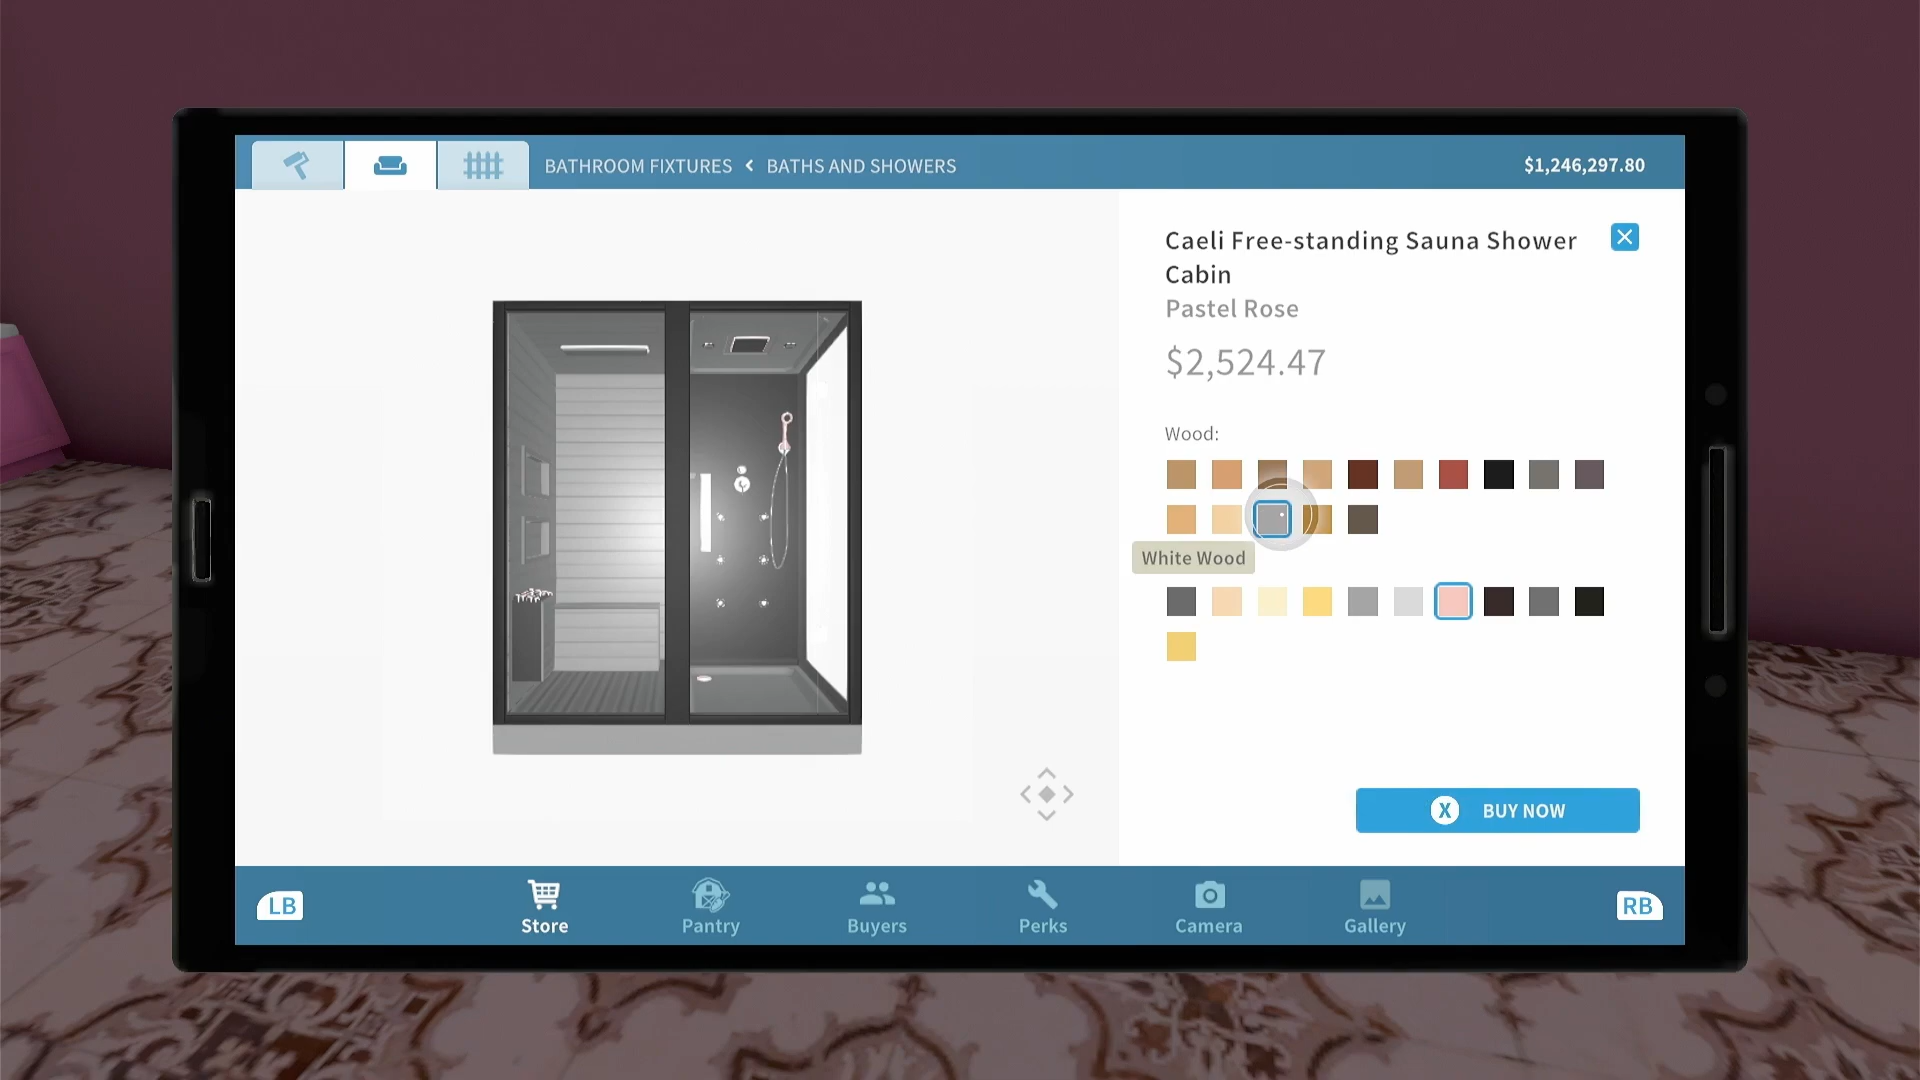 BATHROOM FIXTURES < BATHS AND SHOWERS
$1,246,297.80
Caeli Free-standing Sauna Shower
Cabin
Pastel Rose
$2,524.47
Wood:
White Wood
X BUY NOW
LB
Store
Pantry
Buyers
Perks
Camera
Gallery
RB